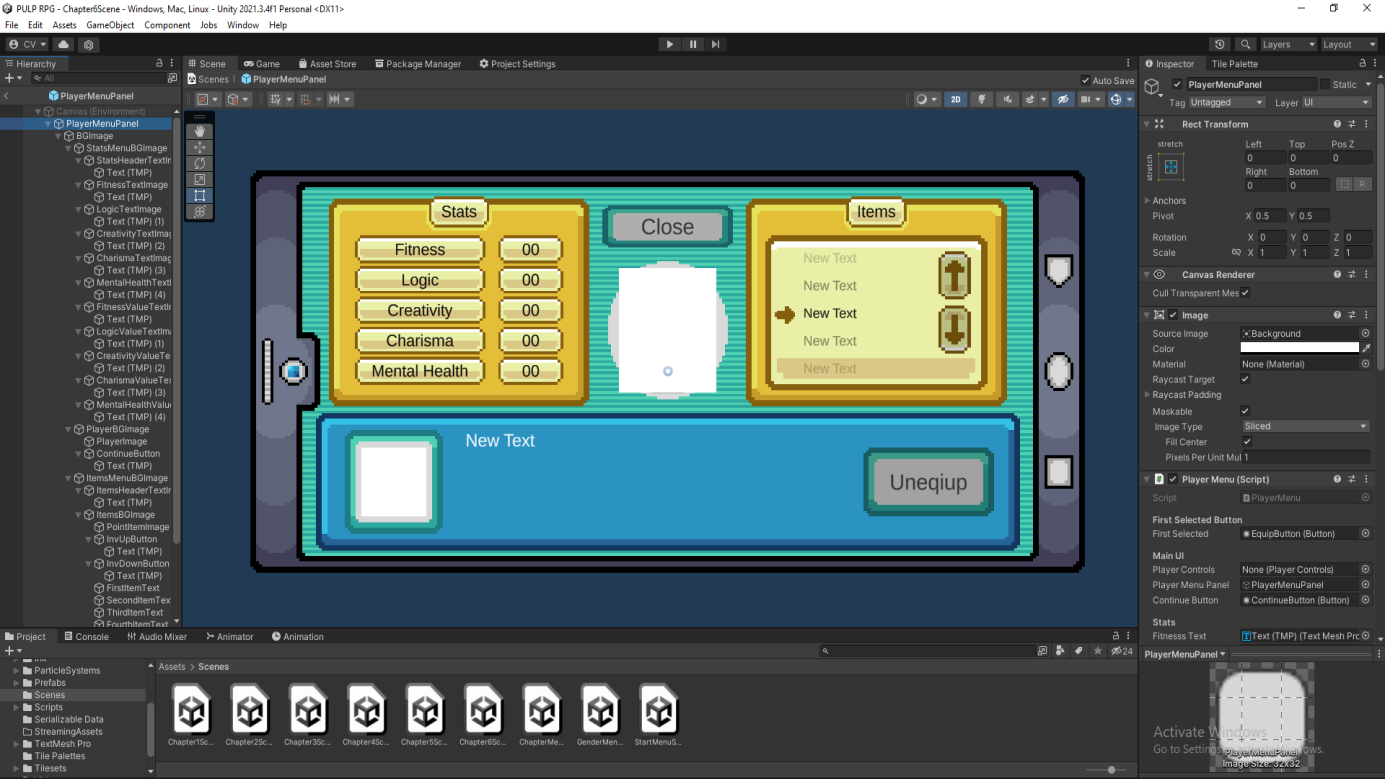 PULP RPG - Chapter6Scene - Windows, Mac, Linux - Unity 2021.3.4f1 Personal <DX11>
File Edit Assets GameObject Component Jobs Window Help
CV Layers Layout
Hierarchy
All
PlayerMenuPanel
Canvas (Environment)
PlayerMenuPanel
BGImage
StatsMenuBGImage
StatsHeaderTextIn
Text (TMP)
FitnessTextImage
Text (TMP)
LogicTextImage
Text (TMP) (1)
CreativityTextImag
Text (TMP) (2)
CharismaTextImag
Text (TMP) (3)
MentalHealthTextI
Text (TMP) (4)
FitnessValueTextIm
Text (TMP)
LogicValueTextIma
Text (TMP) (1)
CreativityValueTe
Text (TMP) (2)
CharismaValueTex
Text (TMP) (3)
MentalHealthValue
Text (TMP) (4)
PlayerBGImage
PlayerImage
ContinueButton
Text (TMP)
ItemsMenuBGImage
ItemsHeaderTextIn
Text (TMP)
ItemsBGImage
PointItemImage
InvUpButton
Text (TMP)
InvDownButton
Text (TMP)
FirstItemText
SecondItemTex
ThirdItemText
FourthItemText
Scene Game Asset Store Package Manager Project Settings
Scenes PlayerMenuPanel Auto Save
2D
Stats
Fitness 00
Logic 00
Creativity 00
Charisma 00
Mental Health 00
Close
Items
New Text
New Text
New Text
New Text
New Text
New Text
Uneqiup
Inspector Tile Palette
PlayerMenuPanel Static
Tag Untagged Layer UI
Rect Transform
stretch Left Top Pos Z
stretch 0 0 0
Right Bottom
0 0 R
Anchors
Pivot X 0.5 Y 0.5
Rotation X 0 Y 0 Z 0
Scale X 1 Y 1 Z 1
Canvas Renderer
Cull Transparent Mes
Image
Source Image Background
Color
Material None (Material)
Raycast Target
Raycast Padding
Maskable
Image Type Sliced
Fill Center
Pixels Per Unit Mul 1
Player Menu (Script)
Script PlayerMenu
First Selected Button
First Selected EquipButton (Button)
Main UI
Player Controls None (Player Controls)
Player Menu Panel PlayerMenuPanel
Continue Button ContinueButton (Button)
Stats
Fitnesss Text Text (TMP) (Text Mesh Pro
PlayerMenuPanel
PlayerMenuPanel
Image Size: 32x32
Activate Windows
Go to Settings to activate Windows.
Project Console Audio Mixer Animator Animation
24
Ink
ParticleSystems
Prefabs
Scenes
Scripts
Serializable Data
StreamingAssets
TextMesh Pro
Tile Palettes
Tilesets
Assets > Scenes
Chapter1Sc... Chapter2Sc... Chapter3Sc... Chapter4Sc... Chapter5Sc... Chapter6Sc... ChapterMe... GenderMen... StartMenuS...